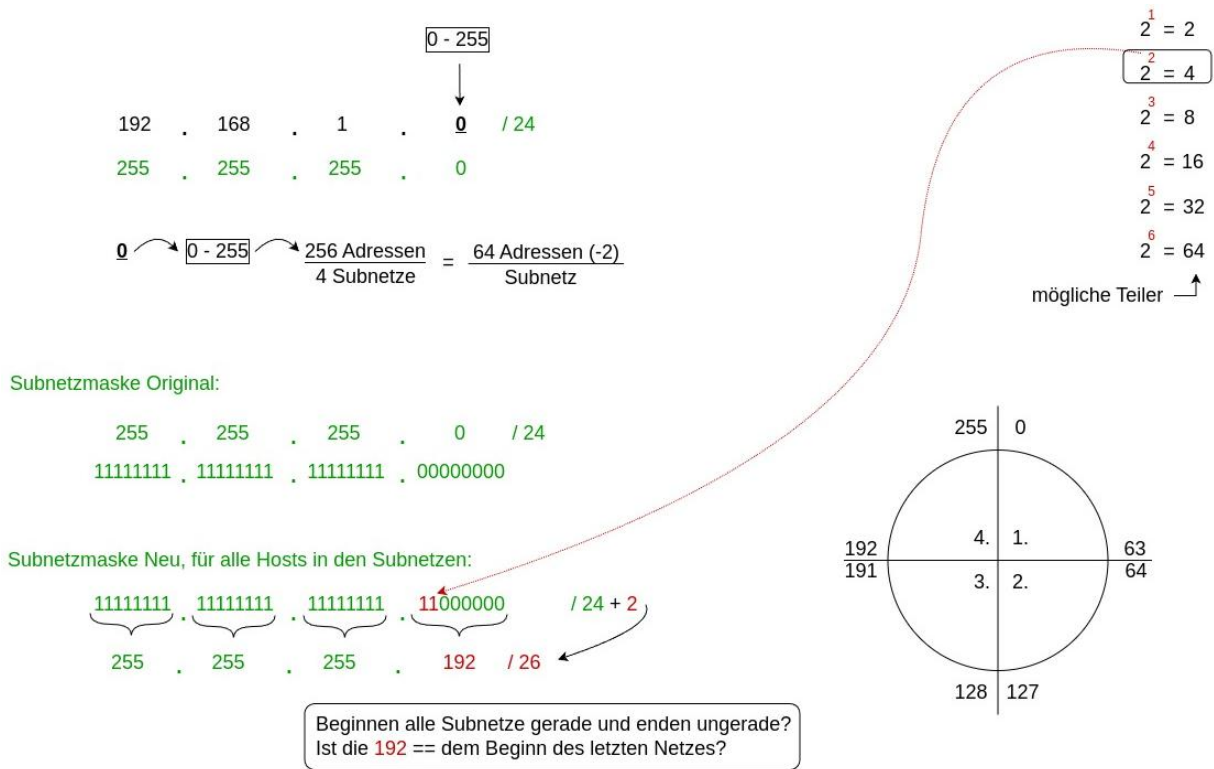 0 - 255
192 . 168 . 1 . 0 / 24
255 . 255 . 255 . 0
0 0 - 255 256 Adressen = 64 Adressen (-2)
4 Subnetze Subnetz
2^1 = 2
2^2 = 4
2^3 = 8
2^4 = 16
2^5 = 32
2^6 = 64
mögliche Teiler
Subnetzmaske Original:
255 . 255 . 255 . 0 / 24
11111111 . 11111111 . 11111111 . 00000000
Subnetzmaske Neu, für alle Hosts in den Subnetzen:
11111111 . 11111111 . 11111111 . 11000000 / 24 + 2
255 . 255 . 255 . 192 / 26
255 0
4. 1.
192 63
191 64
3. 2.
128 127
Beginnen alle Subnetze gerade und enden ungerade?
Ist die 192 == dem Beginn des letzten Netzes?